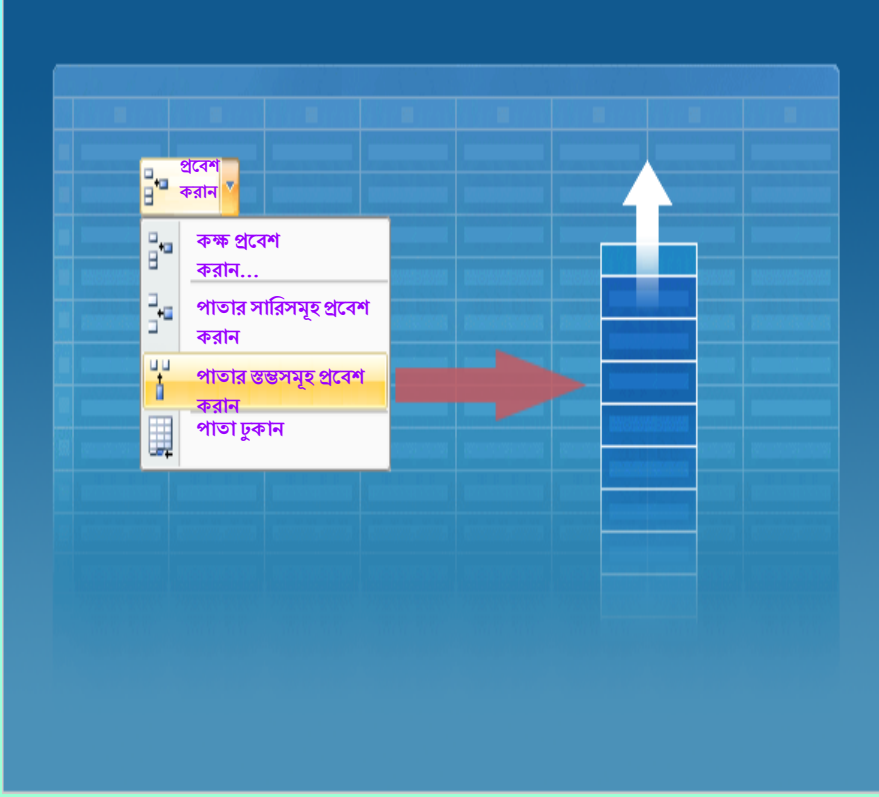 প্রবেশ
করান
কক্ষ প্রবেশ
করান...
পাতার সারিসমূহ প্রবেশ
করান
পাতার স্তম্ভসমূহ প্রবেশ
করান
পাতা ঢুকান